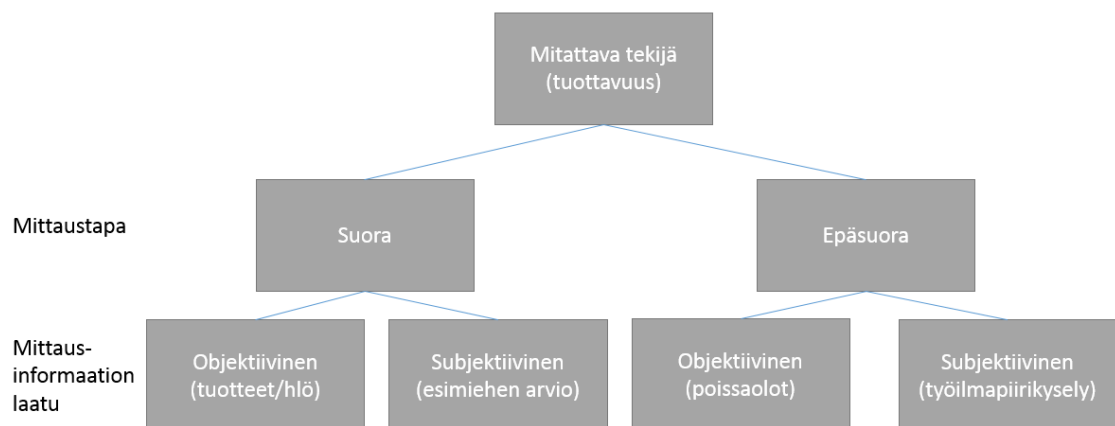 Mitattava tekijä
(tuottavuus)
Mittaustapa
Suora
Epäsuora
Mittaus-
informaation
laatu
Objektiivinen
(tuotteet/hlö)
Subjektiivinen
(esimiehen arvio)
Objektiivinen
(poissaolot)
Subjektiivinen
(työilmapiirikysely)